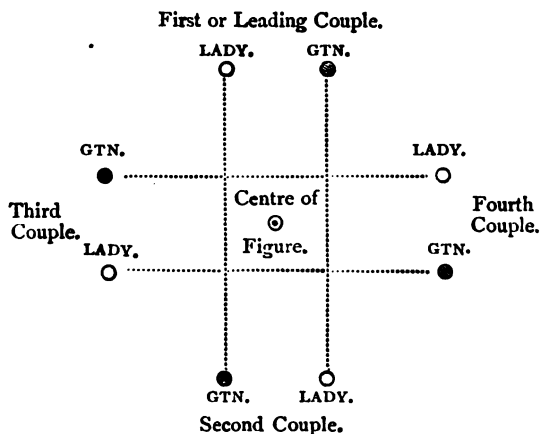 First or Leading Couple.
LADY. GTN.
GTN. LADY.
Third
Couple.
Centre of
Figure.
Fourth
Couple.
LADY. GTN.
GTN. LADY.
Second Couple.